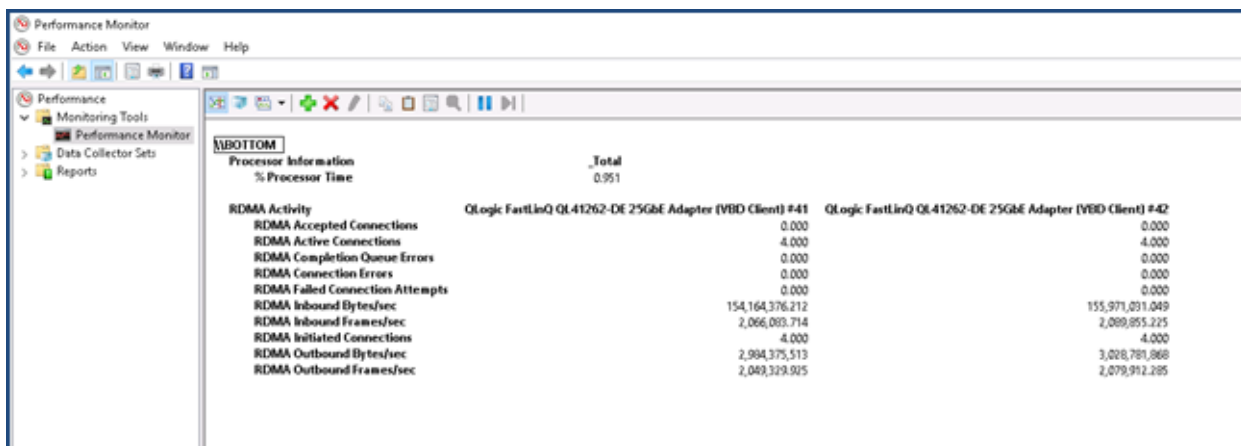 Performance Monitor
File Action View Window Help
Performance
Monitoring Tools
Performance Monitor
Data Collector Sets
Reports
\\BOTTOM
Processor Information _Total
% Processor Time 0.951
RDMA Activity QLogic FastLinQ QL41262-DE 25GbE Adapter (VBD Client) #41 QLogic FastLinQ QL41262-DE 25GbE Adapter (VBD Client) #42
RDMA Accepted Connections 0.000 0.000
RDMA Active Connections 4.000 4.000
RDMA Completion Queue Errors 0.000 0.000
RDMA Connection Errors 0.000 0.000
RDMA Failed Connection Attempts 0.000 0.000
RDMA Inbound Bytes/sec 154,164,376.212 155,971,031.049
RDMA Inbound Frames/sec 2,066,083.714 2,089,855.225
RDMA Initiated Connections 4.000 4.000
RDMA Outbound Bytes/sec 2,984,375,513 3,028,781,868
RDMA Outbound Frames/sec 2,049,329.925 2,079,912.285